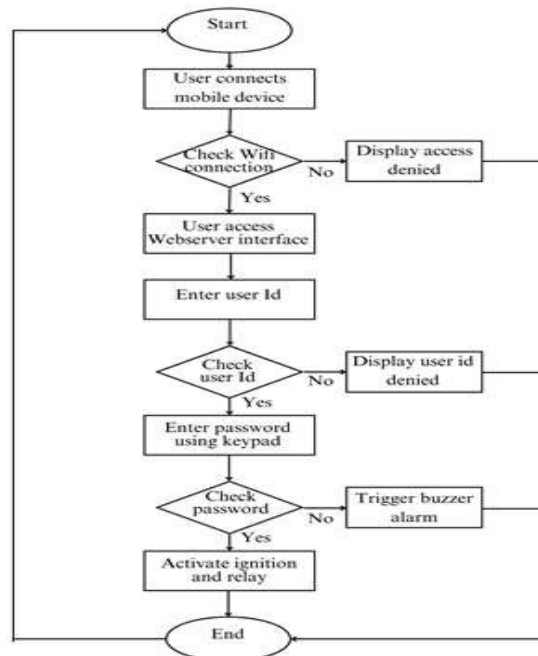 Start
User connects
mobile device
Check Wifi
connection
No
Display access
denied
Yes
User access
Webserver interface
Enter user Id
Check
user Id
No
Display user id
denied
Yes
Enter password
using keypad
Check
password
No
Trigger buzzer
alarm
Yes
Activate ignition
and relay
End